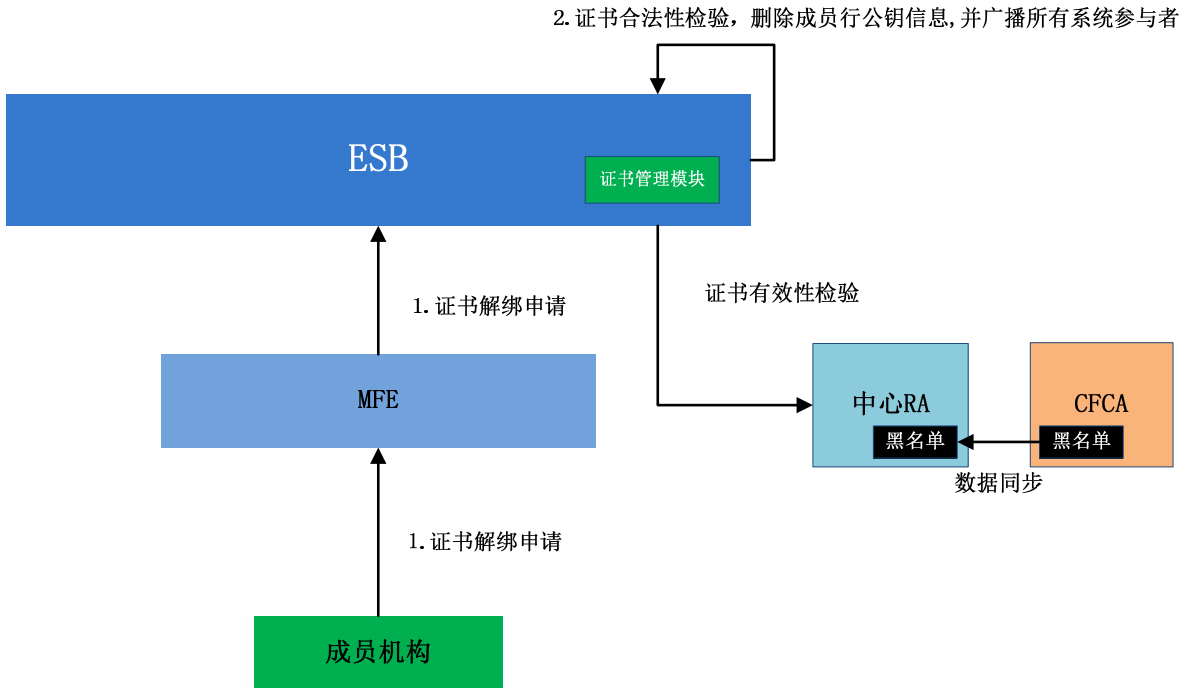 2.证书合法性检验，删除成员行公钥信息,并广播所有系统参与者
ESB
证书管理模块
证书有效性检验
1.证书解绑申请
MFE
中心RA
CFCA
黑名单
黑名单
数据同步
1.证书解绑申请
成员机构